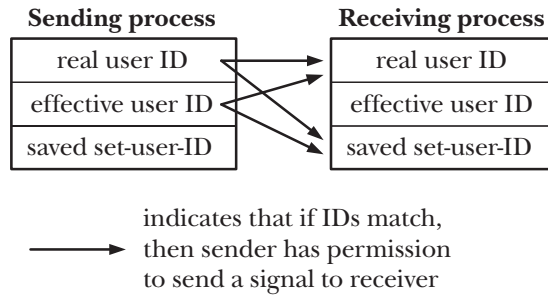 Sending process
Receiving process
real user ID
real user ID
effective user ID
effective user ID
saved set-user-ID
saved set-user-ID
indicates that if IDs match,
then sender has permission
to send a signal to receiver